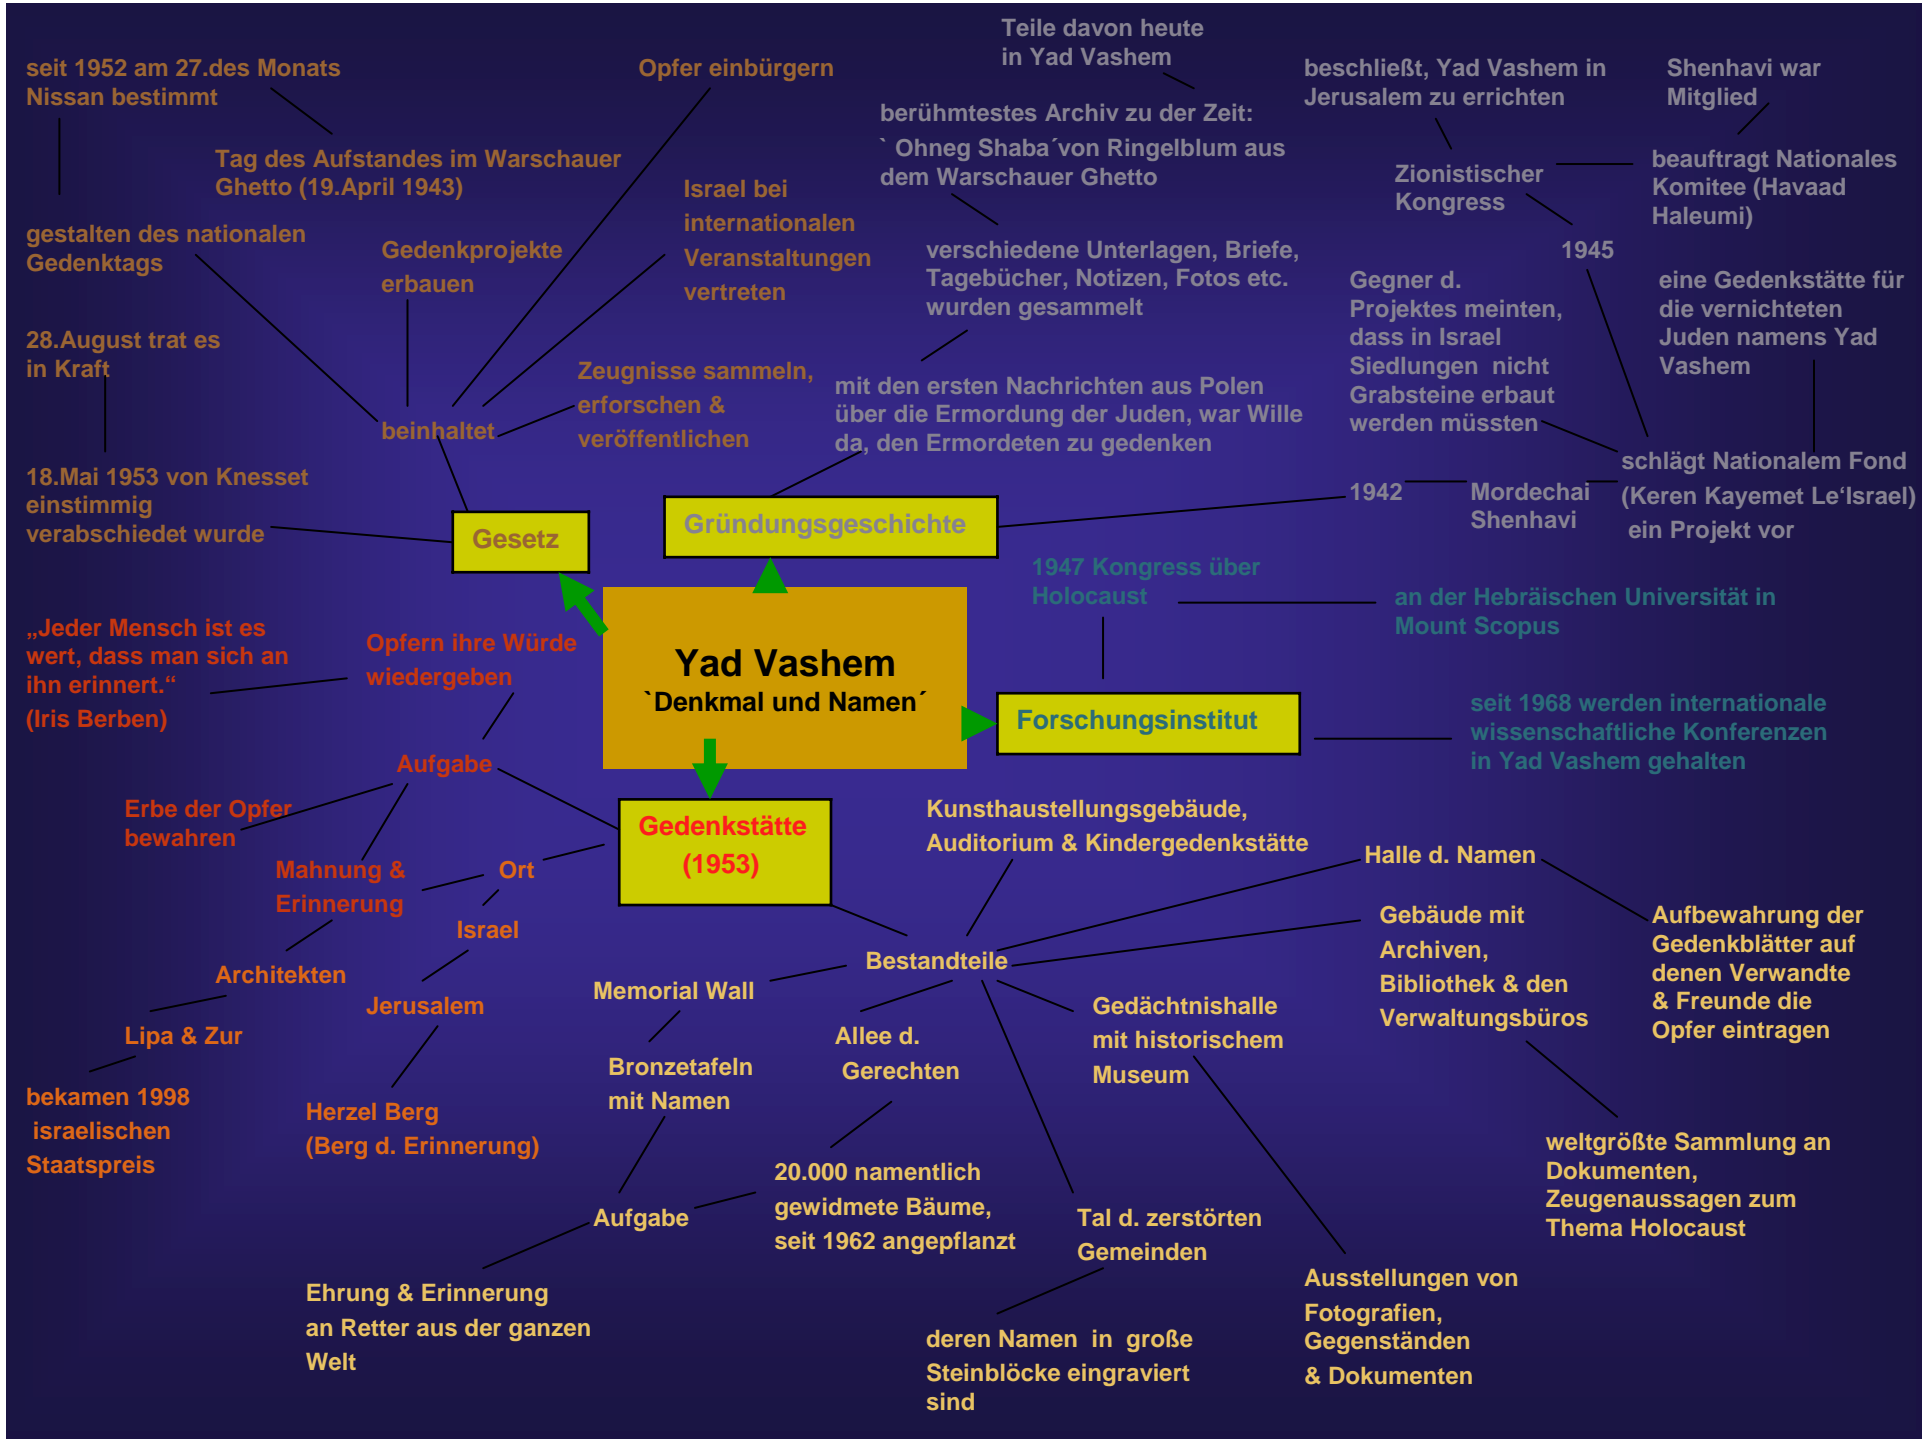 Teile davon heute
in Yad Vashem
seit 1952 am 27.des Monats
Nissan bestimmt
Opfer einbürgern
beschließt, Yad Vashem in
Jerusalem zu errichten
Shenhavi war
Mitglied
berühmtestes Archiv zu der Zeit:
` Ohneg Shaba´von Ringelblum aus
dem Warschauer Ghetto
Tag des Aufstandes im Warschauer
Ghetto (19.April 1943)
Israel bei
internationalen
Veranstaltungen
vertreten
Zionistischer
Kongress
beauftragt Nationales
Komitee (Havaad
Haleumi)
gestalten des nationalen
Gedenktags
Gedenkprojekte
erbauen
verschiedene Unterlagen, Briefe,
Tagebücher, Notizen, Fotos etc.
wurden gesammelt
1945
Gegner d.
Projektes meinten,
dass in Israel
Siedlungen nicht
Grabsteine erbaut
werden müssten
eine Gedenkstätte für
die vernichteten
Juden namens Yad
Vashem
28.August trat es
in Kraft
Zeugnisse sammeln,
erforschen &
veröffentlichen
mit den ersten Nachrichten aus Polen
über die Ermordung der Juden, war Wille
da, den Ermordeten zu gedenken
beinhaltet
18.Mai 1953 von Knesset
einstimmig
verabschiedet wurde
schlägt Nationalem Fond
(Keren Kayemet Le‘Israel)
ein Projekt vor
1942
Mordechai
Shenhavi
Gesetz
Gründungsgeschichte
1947 Kongress über
Holocaust
an der Hebräischen Universität in
Mount Scopus
„Jeder Mensch ist es
wert, dass man sich an
ihn erinnert.“
(Iris Berben)
Opfern ihre Würde
wiedergeben
Yad Vashem
`Denkmal und Namen´
Forschungsinstitut
seit 1968 werden internationale
wissenschaftliche Konferenzen
in Yad Vashem gehalten
Aufgabe
Erbe der Opfer
bewahren
Gedenkstätte
(1953)
Kunsthaustellungsgebäude,
Auditorium & Kindergedenkstätte
Halle d. Namen
Mahnung &
Erinnerung
Ort
Israel
Gebäude mit
Archiven,
Bibliothek & den
Verwaltungsbüros
Aufbewahrung der
Gedenkblätter auf
denen Verwandte
& Freunde die
Opfer eintragen
Bestandteile
Architekten
Memorial Wall
Jerusalem
Gedächtnishalle
mit historischem
Museum
Lipa & Zur
Allee d.
Gerechten
Bronzetafeln
mit Namen
bekamen 1998
israelischen
Staatspreis
Herzel Berg
(Berg d. Erinnerung)
weltgrößte Sammlung an
Dokumenten,
Zeugenaussagen zum
Thema Holocaust
20.000 namentlich
gewidmete Bäume,
seit 1962 angepflanzt
Aufgabe
Tal d. zerstörten
Gemeinden
Ehrung & Erinnerung
an Retter aus der ganzen
Welt
Ausstellungen von
Fotografien,
Gegenständen
& Dokumenten
deren Namen in große
Steinblöcke eingraviert
sind